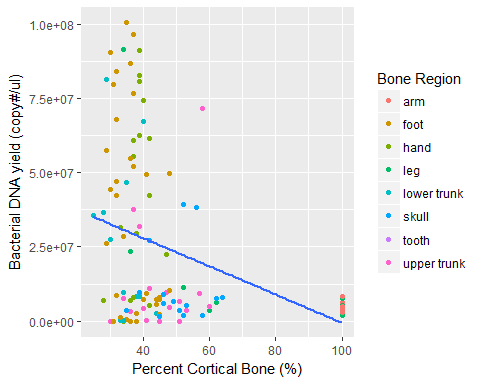 1.0e+08
7.5e+07
5.0e+07
2.5e+07
0.0e+00
Bacterial DNA yield (copy#/ul)
40
60
80
100
Percent Cortical Bone (%)
Bone Region
arm
foot
hand
leg
lower trunk
skull
tooth
upper trunk